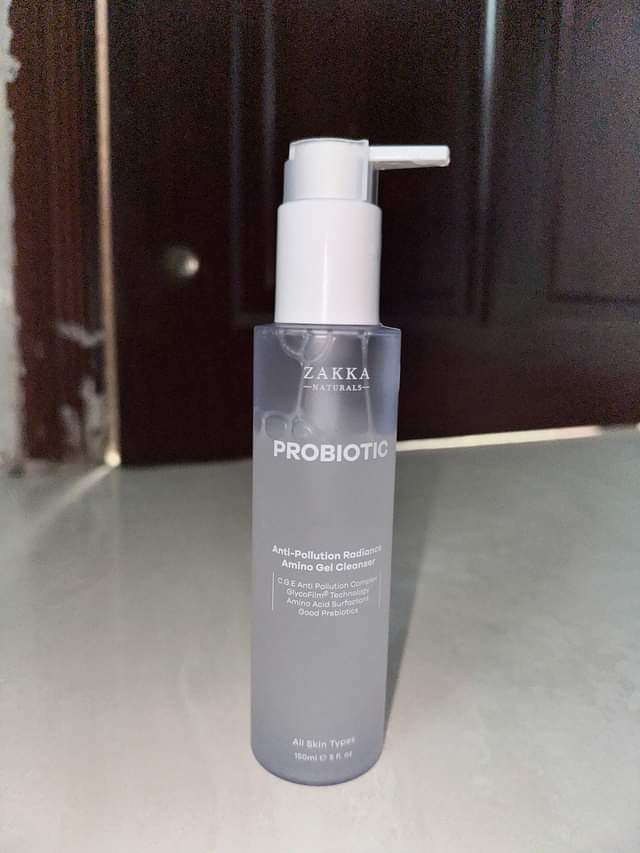 ZAKKA
—NATURALS—
PROBIOTIC
Anti-Pollution Radiance
Amino Gel Cleanser
C.G.E Anti Pollution Complex
GlycoFilm® Technology
Amino Acid Surfactant
Good Prebiotics
All Skin Types
150ml ℮ 5 fl. oz